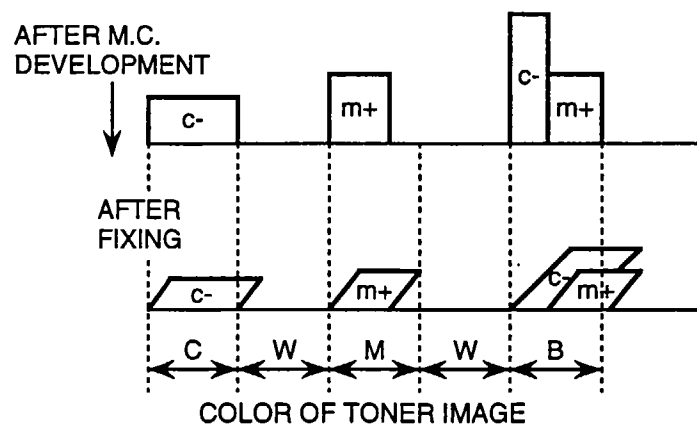 AFTER M.C.
DEVELOPMENT
c-
m+
c-
m+
AFTER
FIXING
c-
m+
c-
m+
C W M W B
COLOR OF TONER IMAGE